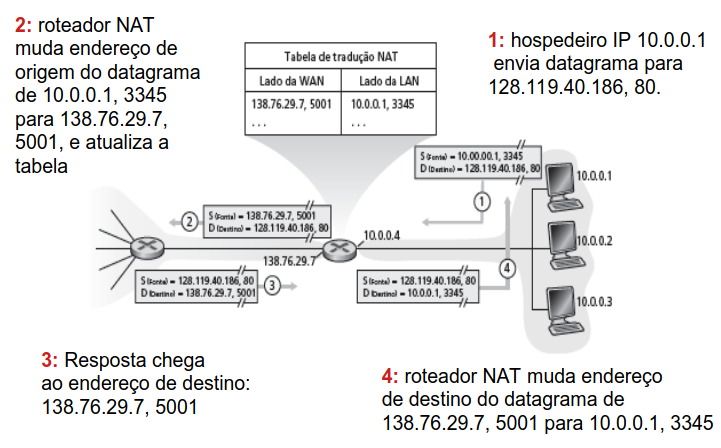 2: roteador NAT
muda endereço de
origem do datagrama
de 10.0.0.1, 3345
para 138.76.29.7,
5001, e atualiza a
tabela
Tabela de tradução NAT
Lado da WAN Lado da LAN
138.76.29.7, 5001 10.0.0.1, 3345
... ...
1: hospedeiro IP 10.0.0.1
envia datagrama para
128.119.40.186, 80.
S (Fonte) = 10.00.00.1, 3345
D (Destino) = 128.119.40.186, 80
1
10.0.0.1
S (Fonte) = 138.76.29.7, 5001
D (Destino) = 128.119.40.186, 80
2
10.0.0.4
10.0.0.2
138.76.29.7
S (Fonte) = 128.119.40.186, 80
D (Destino) = 138.76.29.7, 5001
3
S (Fonte) = 128.119.40.186, 80
D (Destino) = 10.0.0.1, 3345
4
10.0.0.3
3: Resposta chega
ao endereço de destino:
138.76.29.7, 5001
4: roteador NAT muda endereço
de destino do datagrama de
138.76.29.7, 5001 para 10.0.0.1, 3345